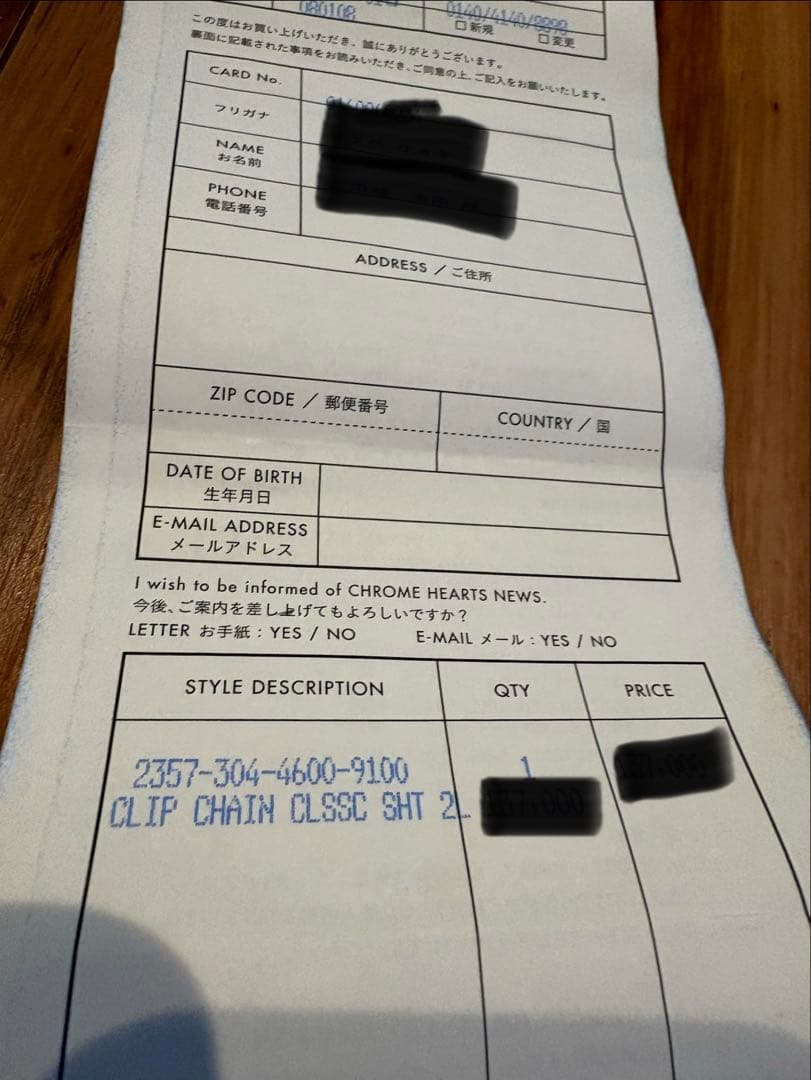 080108
0140/4140/8898
□ 新規 □ 変更
この度はお買い上げいただき、誠にありがとうございます。
裏面に記載された事項をお読みいただき、ご同意の上、ご記入をお願いいたします。
CARD No.
フリガナ
NAME
お名前
PHONE
電話番号
ADDRESS / ご住所
ZIP CODE / 郵便番号
COUNTRY / 国
DATE OF BIRTH
生年月日
E-MAIL ADDRESS
メールアドレス
I wish to be informed of CHROME HEARTS NEWS.
今後、ご案内を差し上げてもよろしいですか?
LETTER お手紙 : YES / NO E-MAIL メール : YES / NO
STYLE DESCRIPTION QTY PRICE
2357-304-4600-9100 1
CLIP CHAIN CLSSC SHT 2L